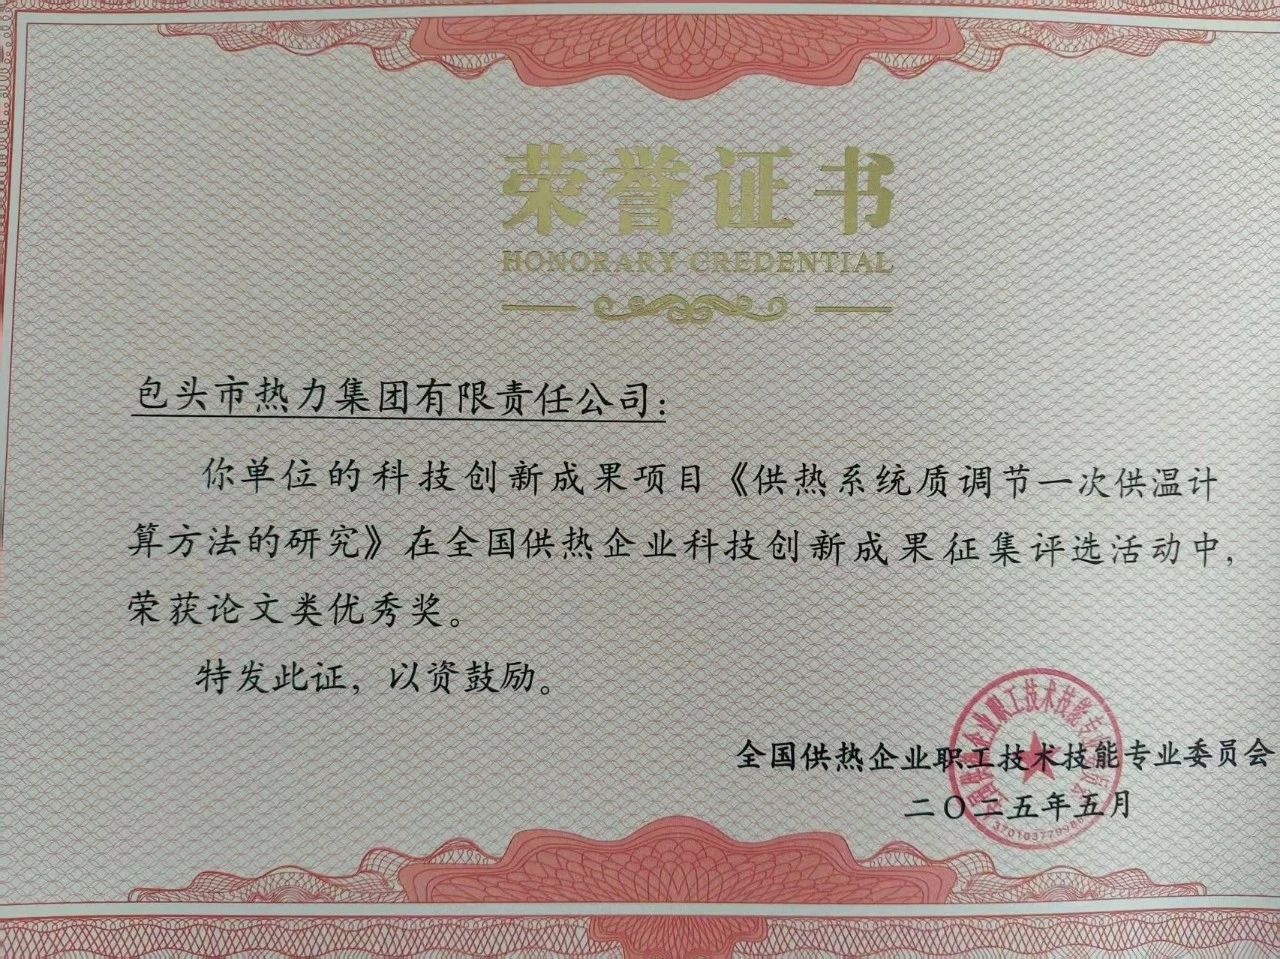 荣誉证书
HONORARY CREDENTIAL
包头市热力集团有限责任公司：
你单位的科技创新成果项目《供热系统质调节一次供温计
算方法的研究》在全国供热企业科技创新成果征集评选活动中，
荣获论文类优秀奖。
特发此证，以资鼓励。
全国供热企业职工技术技能专业委员会
二〇二五年五月